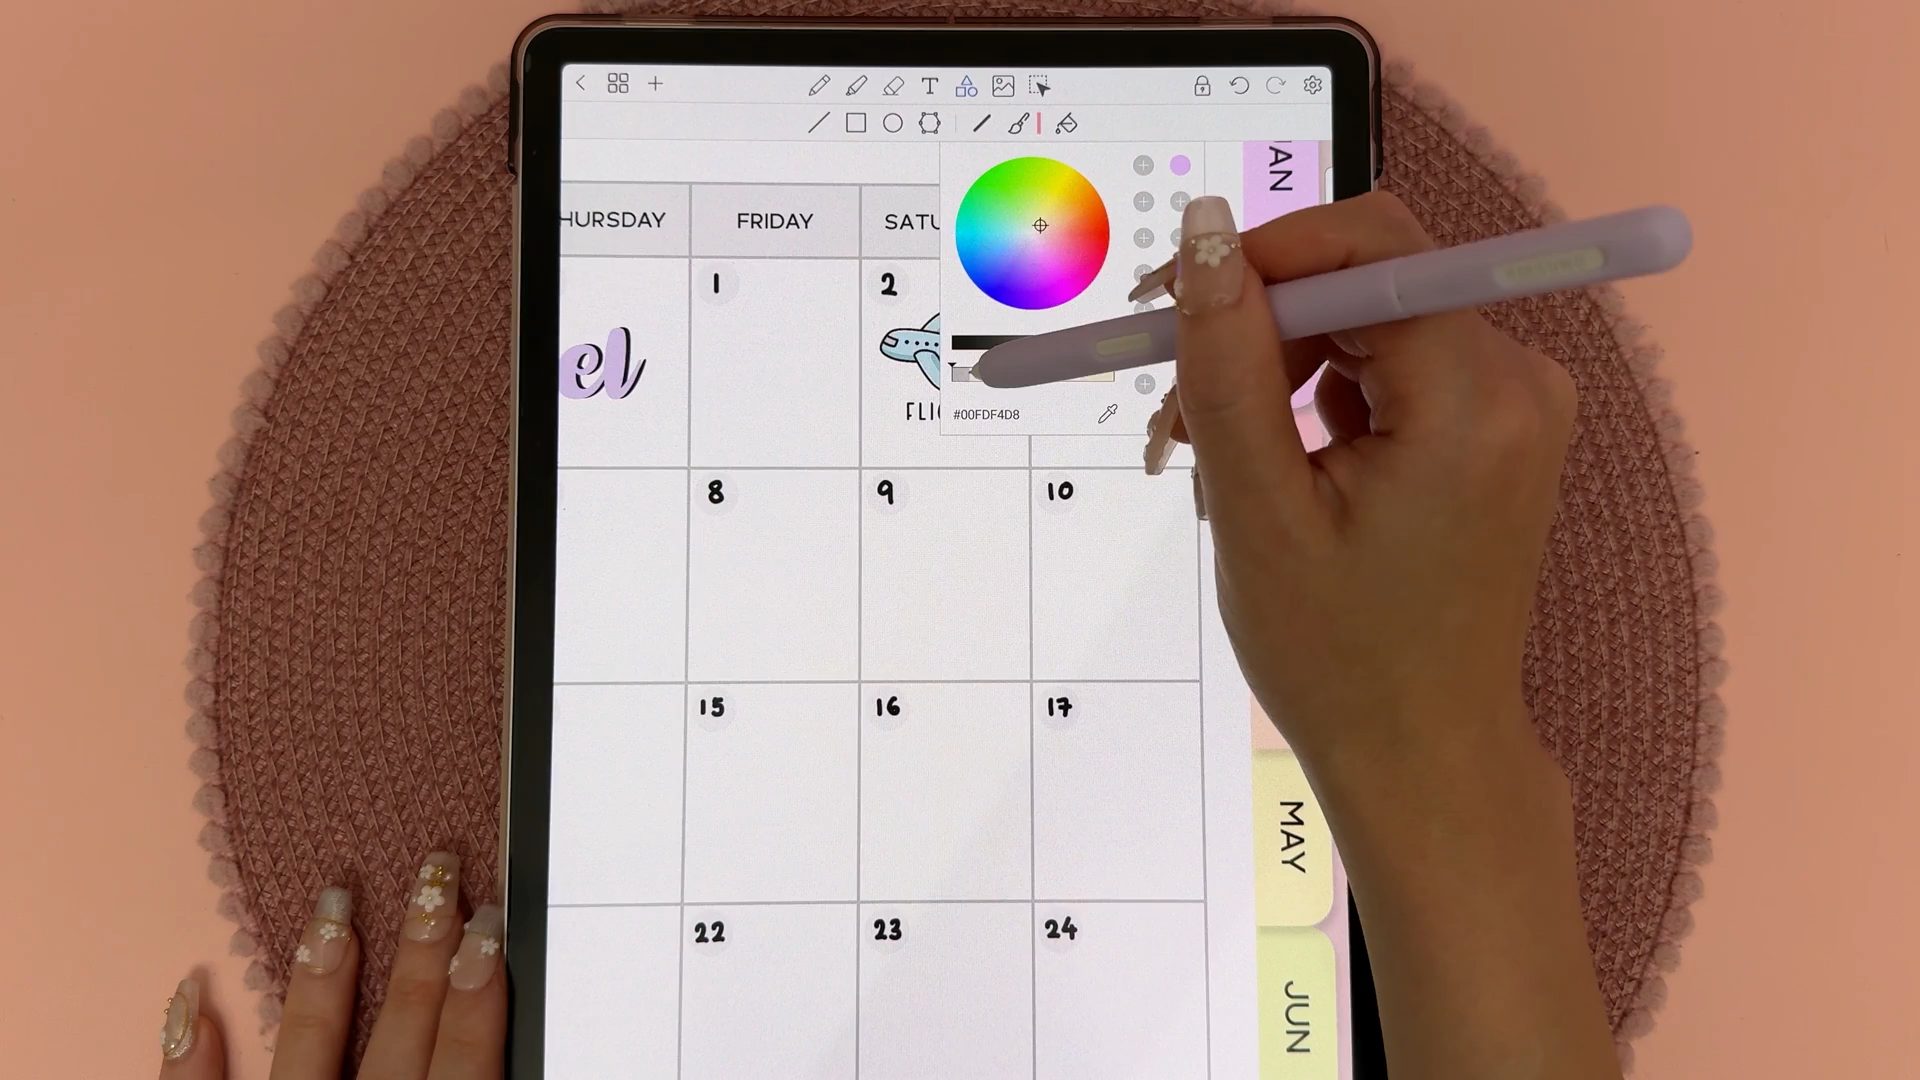 T
JAN
HURSDAY FRIDAY SATU
1 2
el
FLI
#00FDF4D8
8 9 10
15 16 17
MAY
22 23 24
JUN